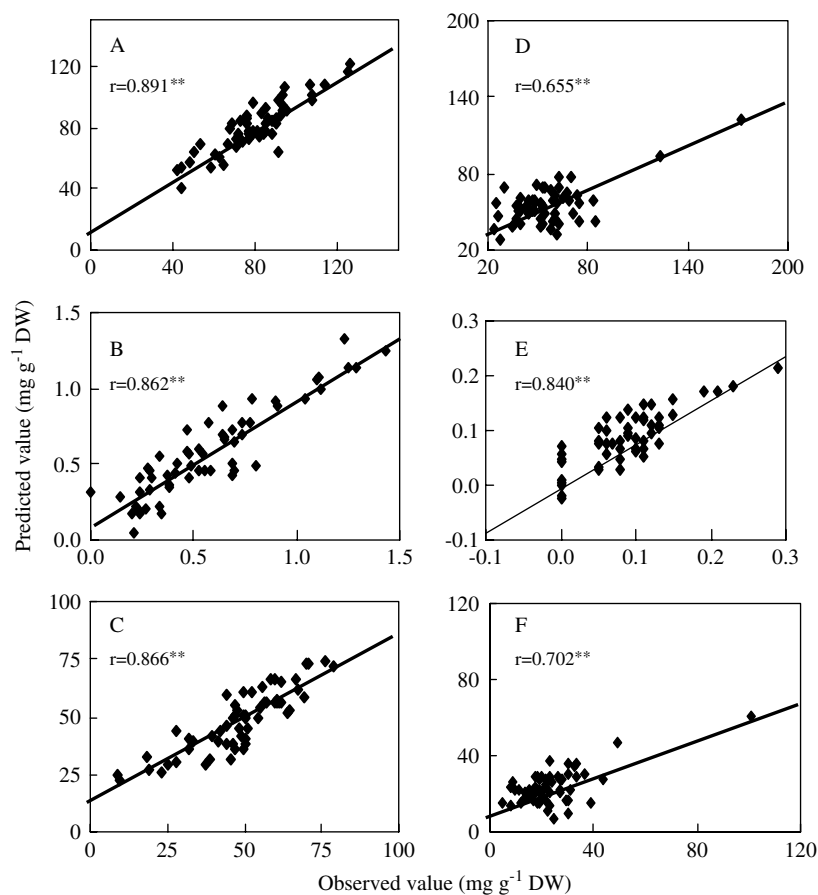 A
r=0.891**
120
80
40
0
0 40 80 120
D
r=0.655**
200
140
80
20
20 80 140 200
B
r=0.862**
1.5
1.0
0.5
0.0
0.0 0.5 1.0 1.5
E
r=0.840**
0.3
0.2
0.1
0.0
-0.1
-0.1 0.0 0.1 0.2 0.3
C
r=0.866**
100
75
50
25
0
0 25 50 75 100
F
r=0.702**
120
80
40
0
0 40 80 120
Predicted value (mg g-1 DW)
Observed value (mg g-1 DW)